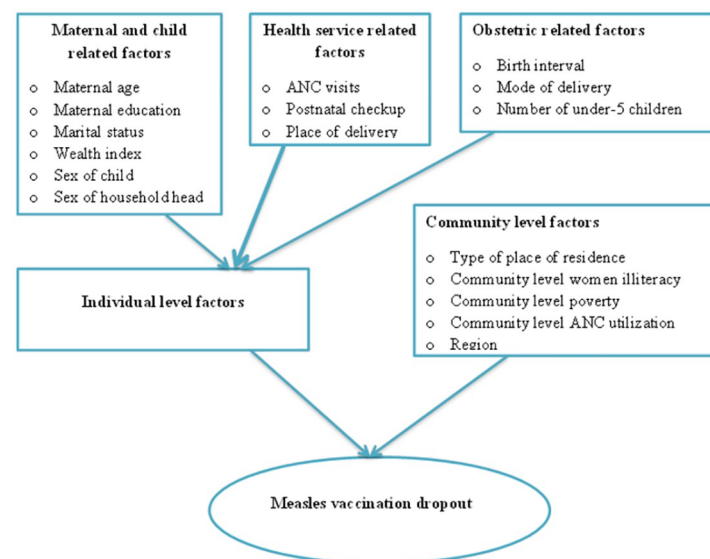 Maternal and child
related factors
o Maternal age
o Maternal education
o Marital status
o Wealth index
o Sex of child
o Sex of household head
Health service related
factors
o ANC visits
o Postnatal checkup
o Place of delivery
Obstetric related factors
o Birth interval
o Mode of delivery
o Number of under-5 children
Community level factors
o Type of place of residence
o Community level women illiteracy
o Community level poverty
o Community level ANC utilization
o Region
Individual level factors
Measles vaccination dropout